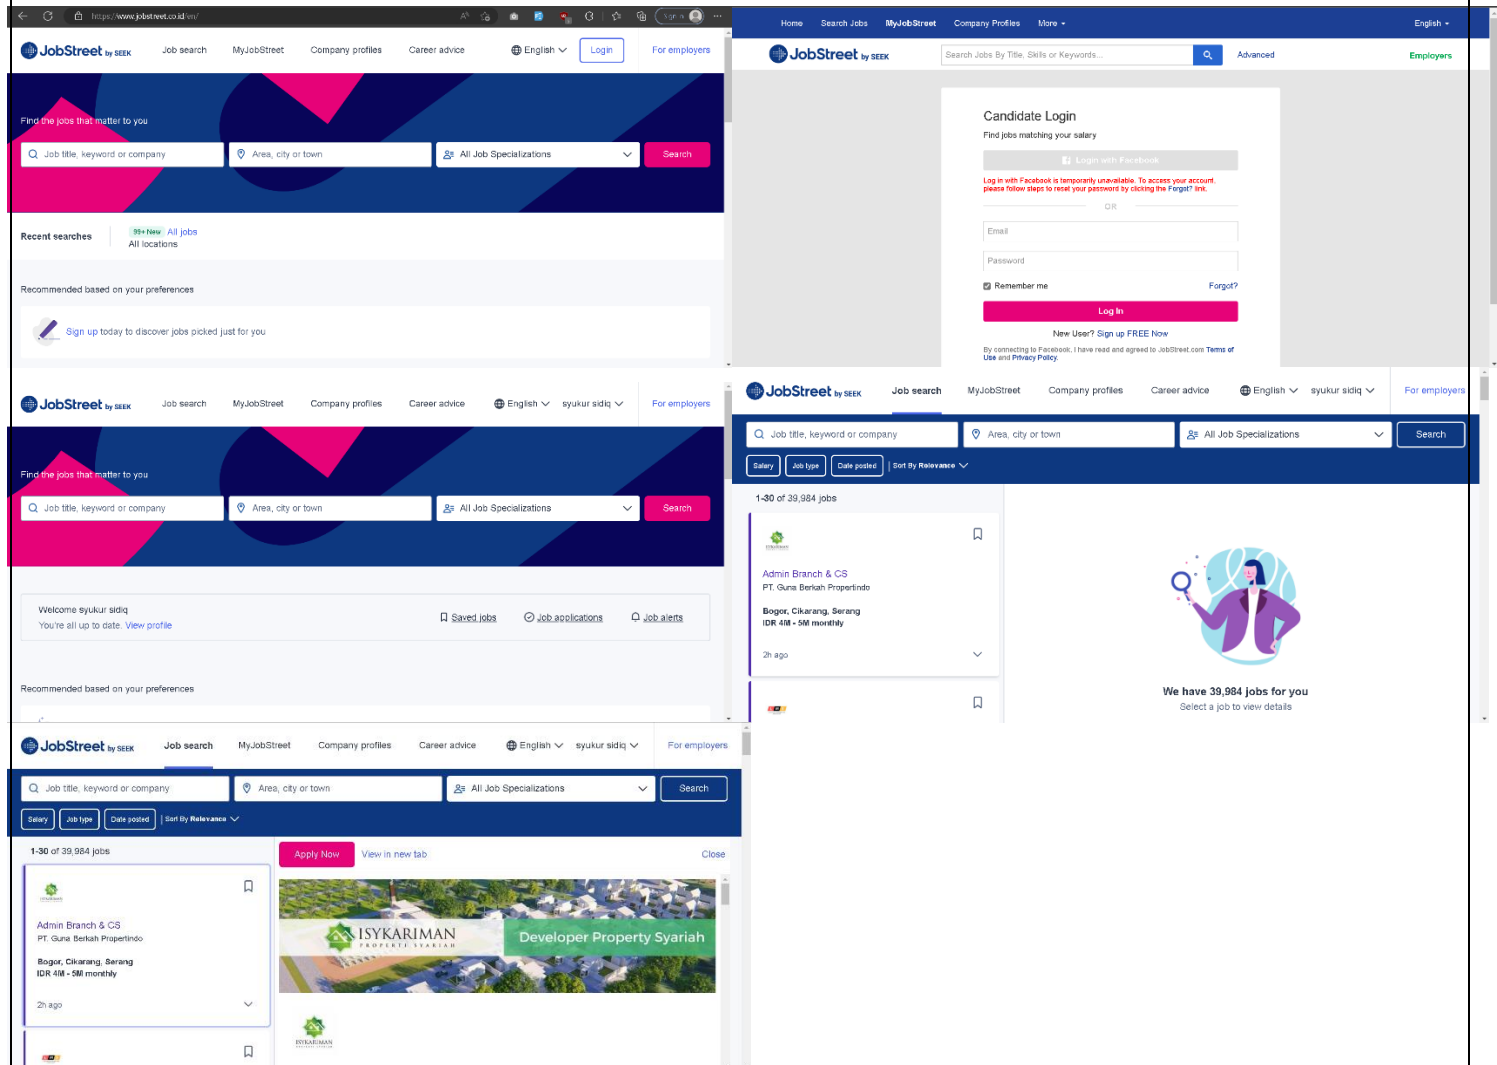 https://www.jobstreet.co.id/en/
Sign in
JobStreet by SEEK
Job search
MyJobStreet
Company profiles
Career advice
English
Login
For employers
Find the jobs that matter to you
Job title, keyword or company
Area, city or town
All Job Specializations
Search
Recent searches
99+ New All jobs
All locations
Recommended based on your preferences
Sign up today to discover jobs picked just for you
Home
Search Jobs
MyJobStreet
Company Profiles
More
English
JobStreet by SEEK
Search Jobs By Title, Skills or Keywords...
Advanced
Employers
Candidate Login
Find jobs matching your salary
Login with Facebook
Log in with Facebook is temporarily unavailable. To access your account,
please follow steps to reset your password by clicking the Forgot? link.
OR
Email
Password
Remember me
Forgot?
Log In
New User? Sign up FREE Now
By connecting to Facebook, I have read and agreed to JobStreet.com Terms of
Use and Privacy Policy.
JobStreet by SEEK
Job search
MyJobStreet
Company profiles
Career advice
English
syukur sidiq
For employers
Find the jobs that matter to you
Job title, keyword or company
Area, city or town
All Job Specializations
Search
Welcome syukur sidiq
You're all up to date. View profile
Saved jobs
Job applications
Job alerts
Recommended based on your preferences
JobStreet by SEEK
Job search
MyJobStreet
Company profiles
Career advice
English
syukur sidiq
For employers
Job title, keyword or company
Area, city or town
All Job Specializations
Search
Salary
Job type
Date posted
Sort By Relevance
1-30 of 39,984 jobs
Admin Branch & CS
PT. Guna Berkah Propertindo
Bogor, Cikarang, Serang
IDR 4M - 5M monthly
2h ago
We have 39,984 jobs for you
Select a job to view details
JobStreet by SEEK
Job search
MyJobStreet
Company profiles
Career advice
English
syukur sidiq
For employers
Job title, keyword or company
Area, city or town
All Job Specializations
Search
Salary
Job type
Date posted
Sort By Relevance
1-30 of 39,984 jobs
Apply Now
View in new tab
Close
Admin Branch & CS
PT. Guna Berkah Propertindo
Bogor, Cikarang, Serang
IDR 4M - 5M monthly
2h ago
ISYKARIMAN
PROPERTI SYARIAH
Developer Property Syariah
ISYKARIMAN